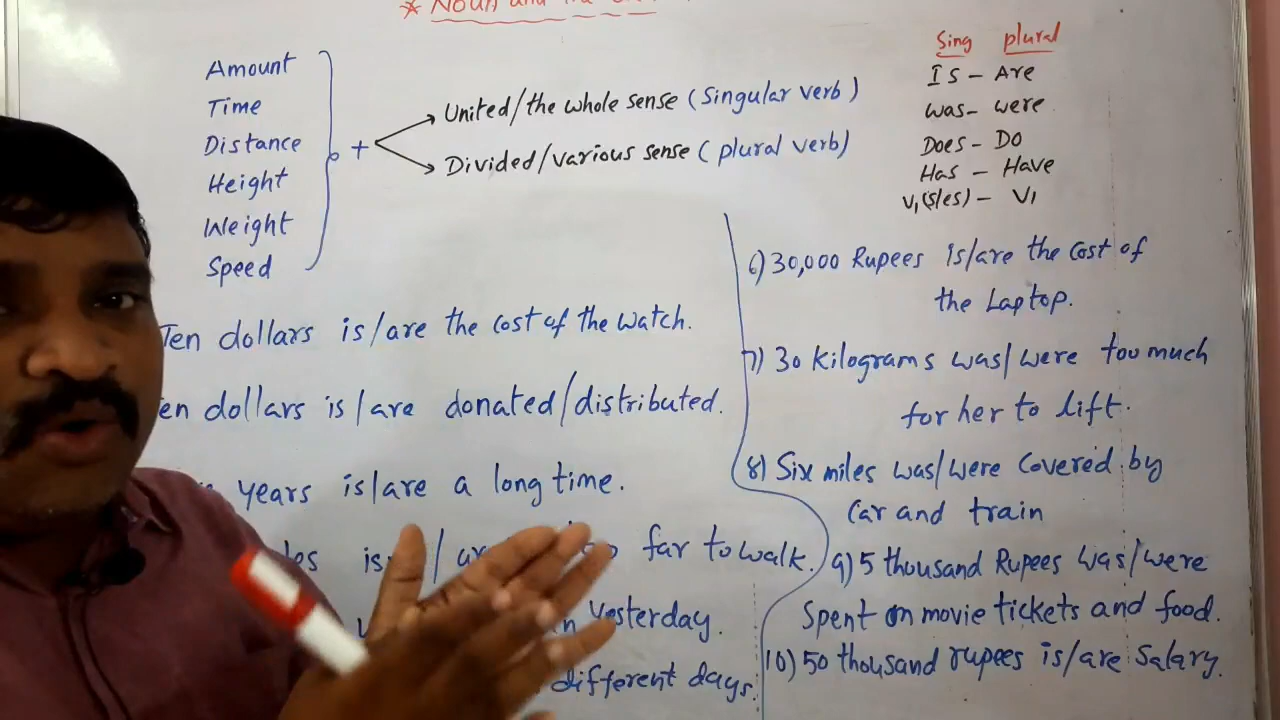 * Noun and the
Amount
Time
Distance
Height
Weight
Speed
+
United/the whole sense (Singular verb)
Divided/various sense (plural verb)
Sing plural
Is - Are
was - were
Does - Do
Has - Have
V1(s/es) - V1
Ten dollars is/are the cost of the watch.
en dollars is/are donated/distributed.
years is/are a long time.
les is / ar far to walk.
n yesterday.
different days.
6) 30,000 Rupees is/are the cost of
the Laptop.
7) 30 kilograms was/were too much
for her to lift.
8) Six miles was/were covered by
car and train
9) 5 thousand Rupees was/were
spent on movie tickets and food.
10) 50 thousand rupees is/are salary.